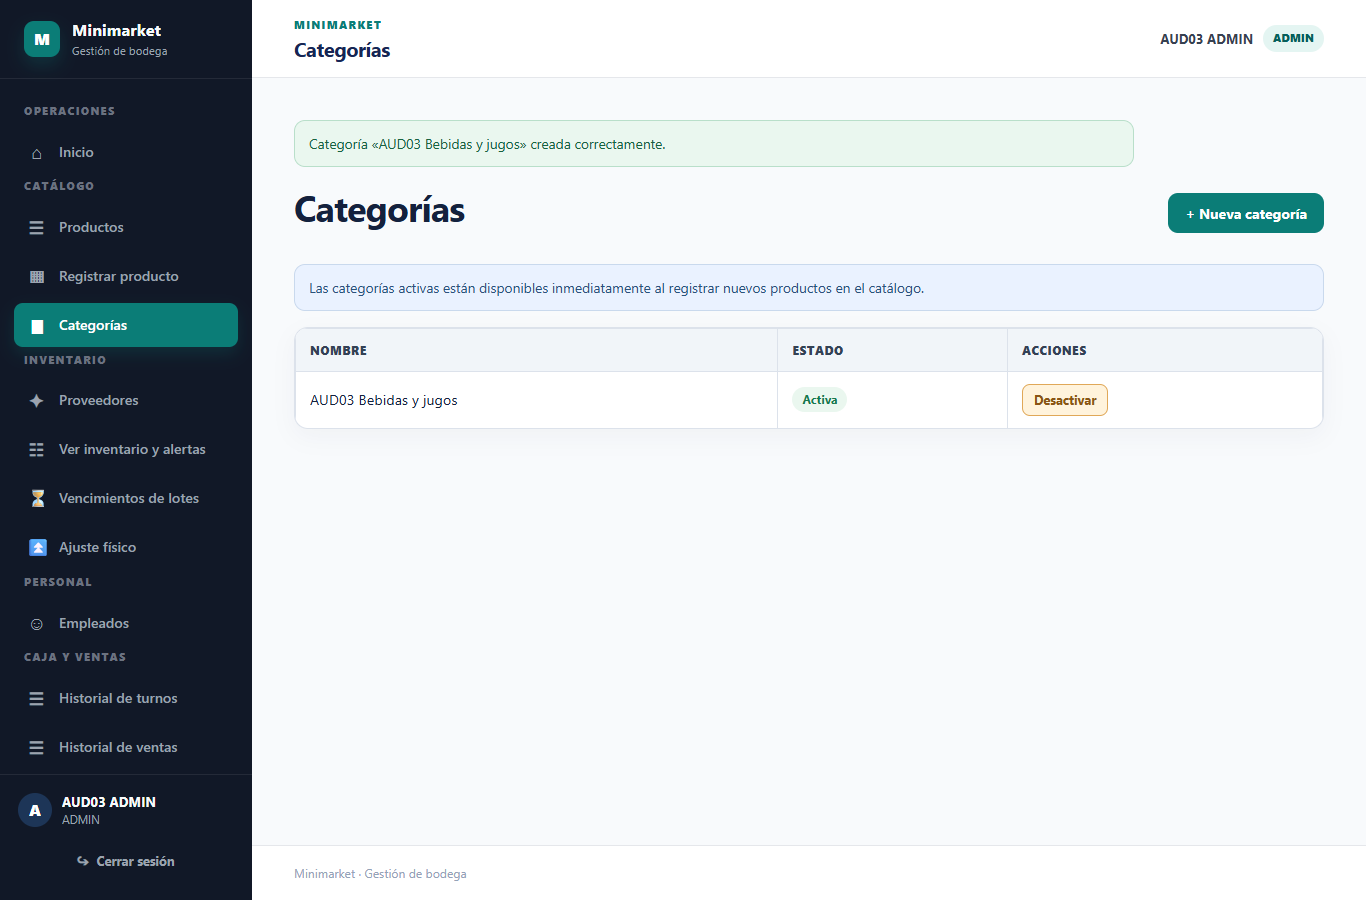 M
Minimarket
Gestión de bodega
OPERACIONES
Inicio
CATÁLOGO
Productos
Registrar producto
Categorías
INVENTARIO
Proveedores
Ver inventario y alertas
Vencimientos de lotes
Ajuste físico
PERSONAL
Empleados
CAJA Y VENTAS
Historial de turnos
Historial de ventas
A
AUD03 ADMIN
ADMIN
Cerrar sesión
MINIMARKET
Categorías
AUD03 ADMIN ADMIN
Categoría «AUD03 Bebidas y jugos» creada correctamente.
Categorías
+ Nueva categoría
Las categorías activas están disponibles inmediatamente al registrar nuevos productos en el catálogo.
NOMBRE ESTADO ACCIONES
AUD03 Bebidas y jugos Activa Desactivar
Minimarket · Gestión de bodega